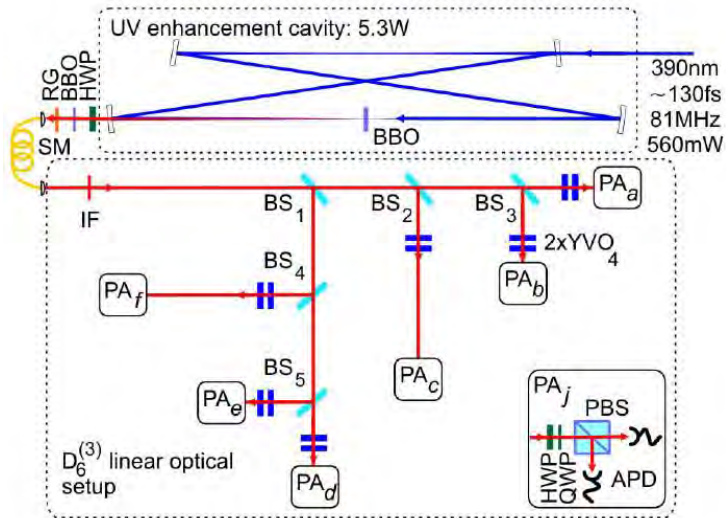 UV enhancement cavity: 5.3W
390nm
~130fs
81MHz
560mW
RG
BBO
HWP
BBO
SM
IF
BS1
BS2
BS3
PAa
2xYVO4
PAb
BS4
PAf
PAc
BS5
PAe
PAd
D6(3) linear optical
setup
PAj
PBS
HWP
QWP
APD